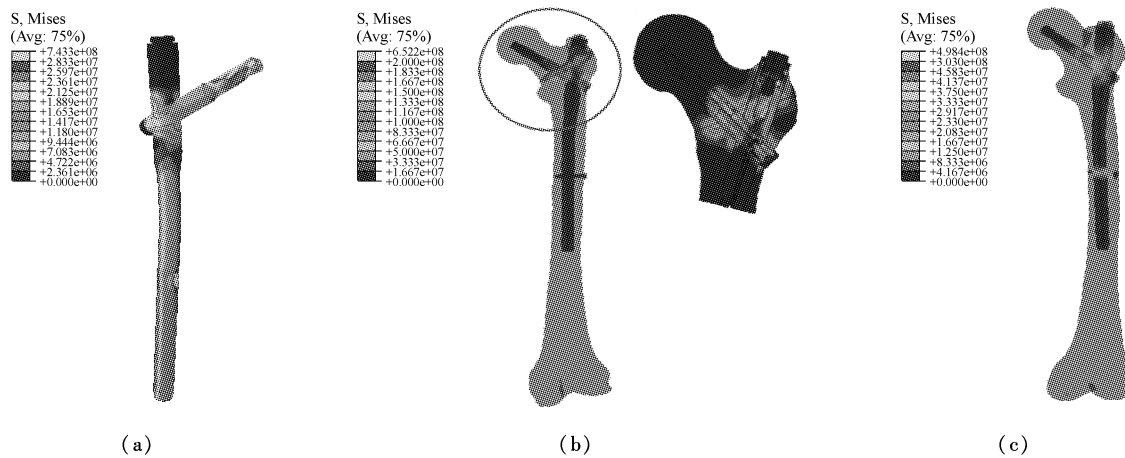 S, Mises
(Avg: 75%)
+7.433e+08
+2.833e+07
+2.597e+07
+2.361e+07
+2.125e+07
+1.889e+07
+1.653e+07
+1.417e+07
+1.180e+07
+9.444e+06
+7.083e+06
+4.722e+06
+2.361e+06
+0.000e+00
(a)
S, Mises
(Avg: 75%)
+6.522e+08
+2.000e+08
+1.833e+08
+1.667e+08
+1.500e+08
+1.333e+08
+1.167e+08
+1.000e+08
+8.333e+07
+6.667e+07
+5.000e+07
+3.333e+07
+1.667e+07
+0.000e+00
(b)
S, Mises
(Avg: 75%)
+4.984e+08
+3.030e+08
+4.583e+07
+4.137e+07
+3.750e+07
+3.333e+07
+2.917e+07
+2.330e+07
+2.083e+07
+1.667e+07
+1.250e+07
+8.333e+06
+4.167e+06
+0.000e+00
(c)